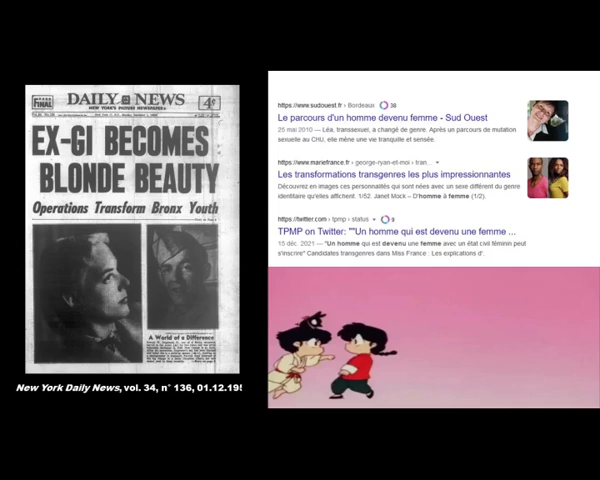 FINAL
DAILY NEWS
NEW YORK'S PICTURE NEWSPAPER
4¢
EX-GI BECOMES
BLONDE BEAUTY
Operations Transform Bronx Youth
A World of a Difference
New York Daily News, vol. 34, n° 136, 01.12.195
https://www.sudouest.fr › Bordeaux 38
Le parcours d'un homme devenu femme - Sud Ouest
25 mai 2010 — Léa, transsexuel, a changé de genre. Après un parcours de mutation
sexuelle au CHU, elle mène une vie tranquille et sensée.
https://www.mariefrance.fr › george-ryan-et-moi › tran...
Les transformations transgenres les plus impressionnantes
Découvrez en images ces personnalités qui sont nées avec un sexe différent du genre
identitaire qu'elles affichent. 1/52. Janet Mock – D'homme à femme (1/2).
https://twitter.com › tpmp › status 9
TPMP on Twitter: ""Un homme qui est devenu une femme ...
15 déc. 2021 — "Un homme qui est devenu une femme avec un état civil féminin peut
s'inscrire" Candidates transgenres dans Miss France : Les explications d'.